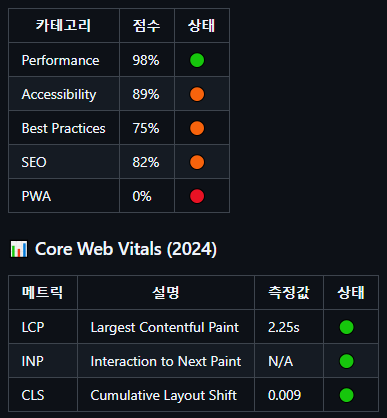 카테고리 점수 상태
Performance 98% 🟢
Accessibility 89% 🟠
Best Practices 75% 🟠
SEO 82% 🟠
PWA 0% 🔴
📊 Core Web Vitals (2024)
메트릭 설명 측정값 상태
LCP Largest Contentful Paint 2.25s 🟢
INP Interaction to Next Paint N/A 🟢
CLS Cumulative Layout Shift 0.009 🟢